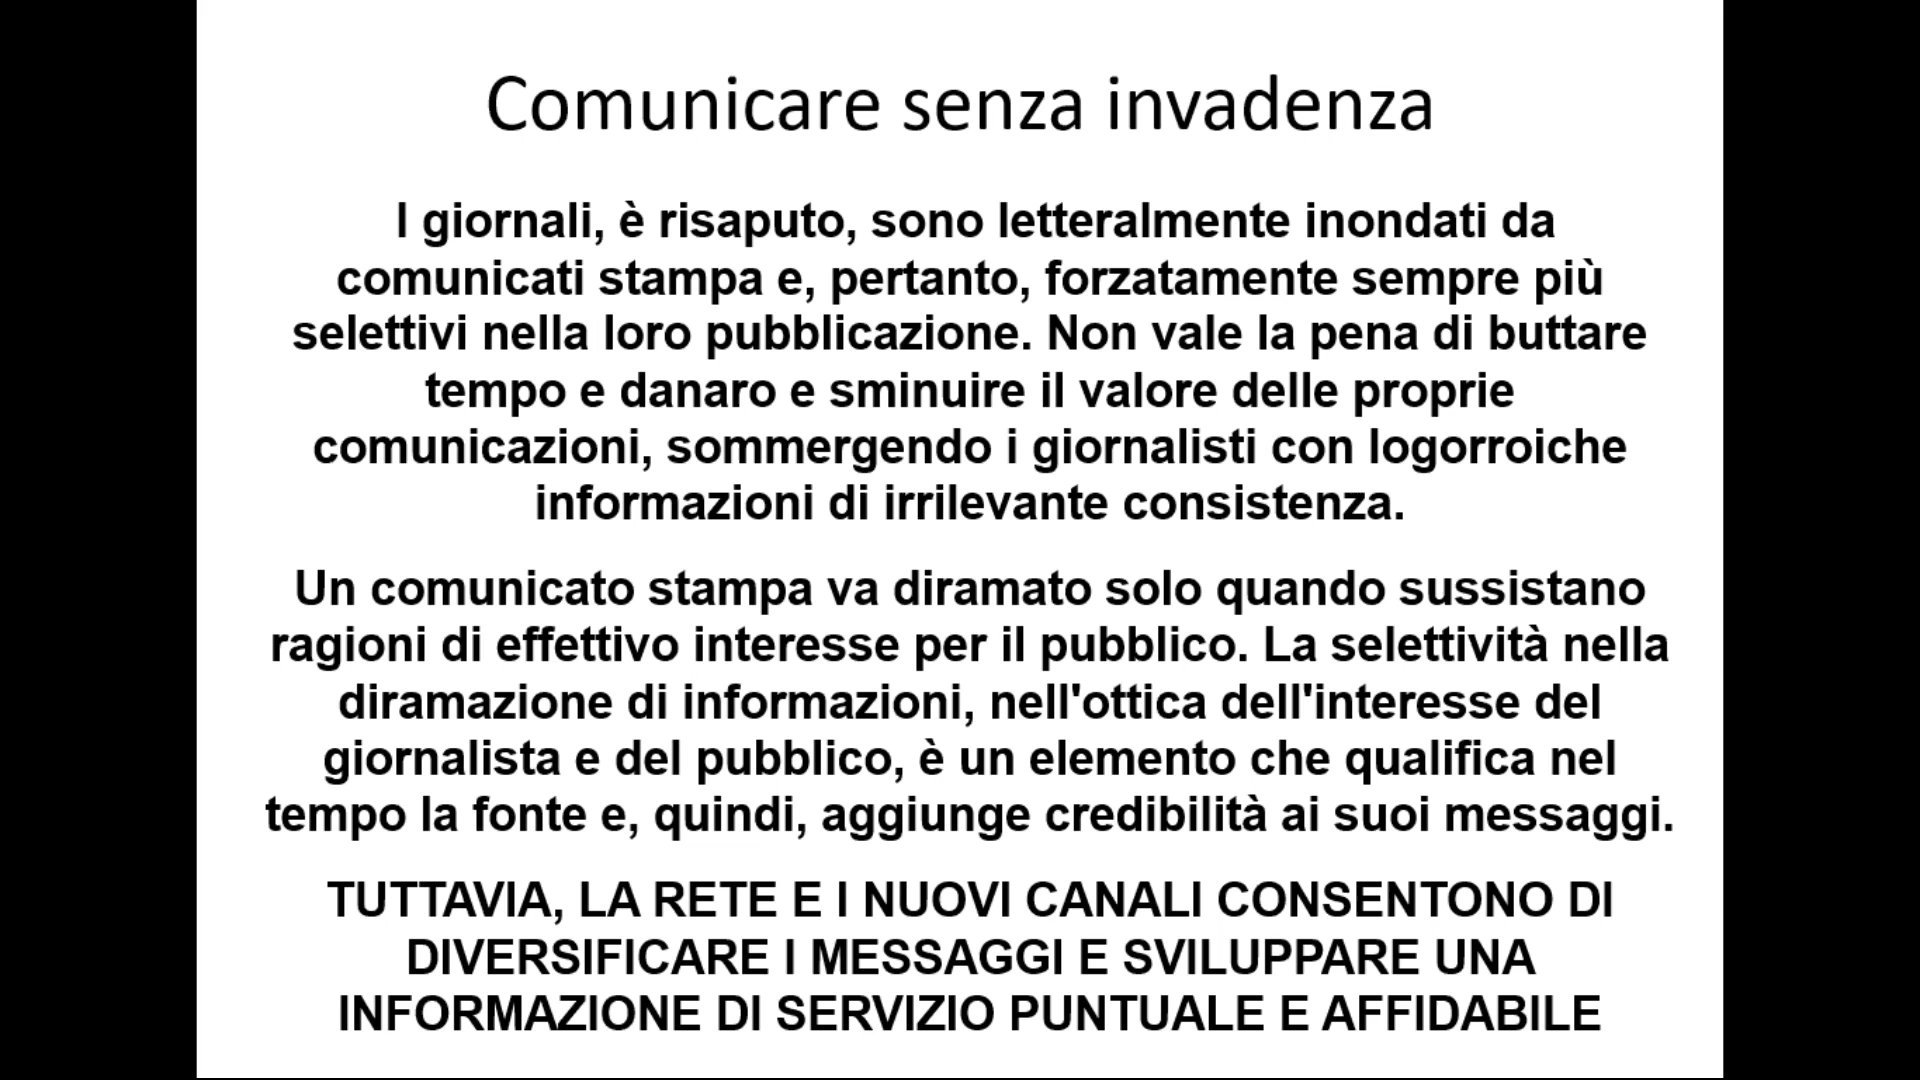 Comunicare senza invadenza
I giornali, è risaputo, sono letteralmente inondati da
comunicati stampa e, pertanto, forzatamente sempre più
selettivi nella loro pubblicazione. Non vale la pena di buttare
tempo e danaro e sminuire il valore delle proprie
comunicazioni, sommergendo i giornalisti con logorroiche
informazioni di irrilevante consistenza.
Un comunicato stampa va diramato solo quando sussistano
ragioni di effettivo interesse per il pubblico. La selettività nella
diramazione di informazioni, nell'ottica dell'interesse del
giornalista e del pubblico, è un elemento che qualifica nel
tempo la fonte e, quindi, aggiunge credibilità ai suoi messaggi.
TUTTAVIA, LA RETE E I NUOVI CANALI CONSENTONO DI
DIVERSIFICARE I MESSAGGI E SVILUPPARE UNA
INFORMAZIONE DI SERVIZIO PUNTUALE E AFFIDABILE